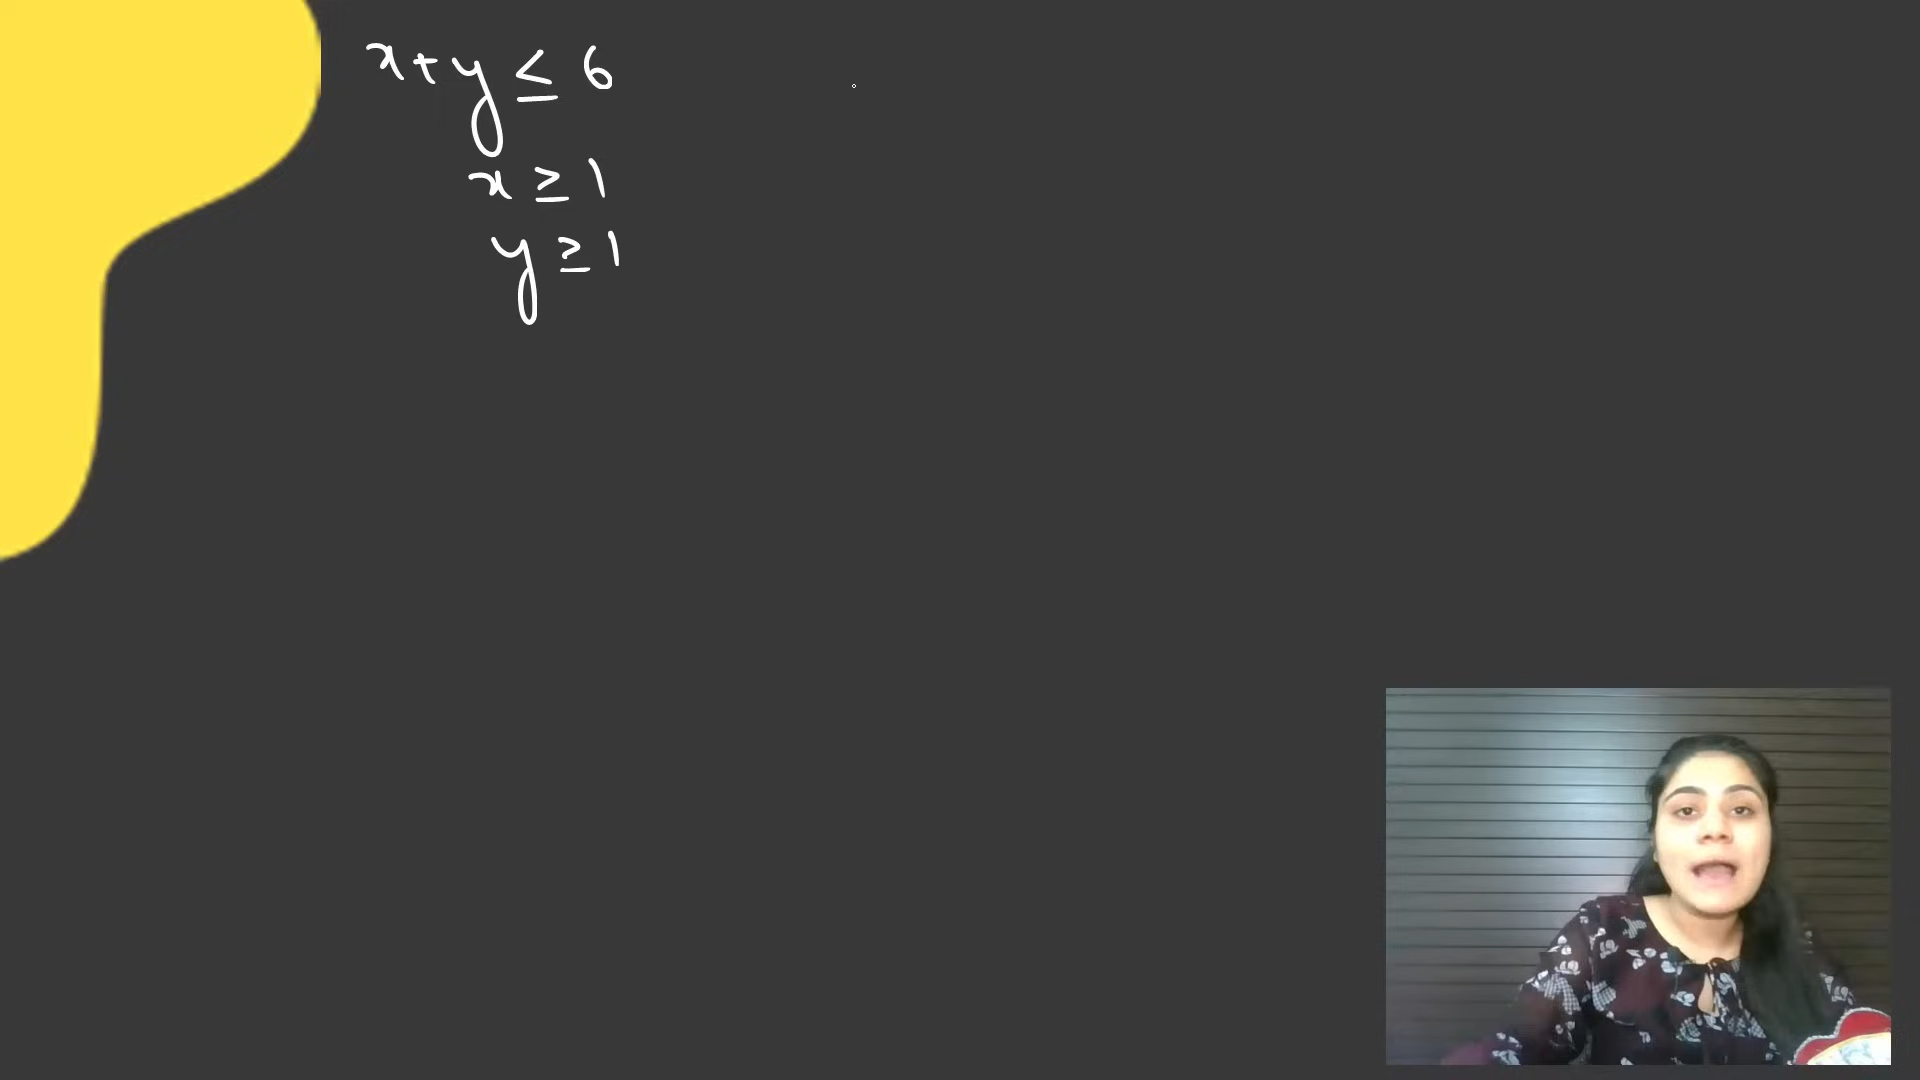 x+y ≤ 6
x ≥ 1
y ≥ 1